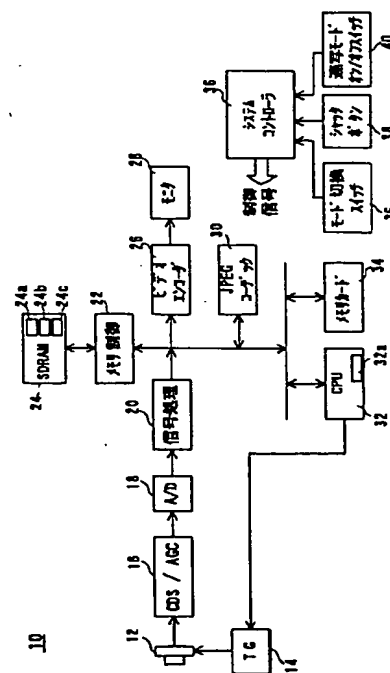 10
24a
24b
24c
24
SDRAM
22
メモリ制御
12
16
CDS / AGC
18
A/D
20
信号処理
26
ビデオ
エンコーダ
28
モニタ
30
JPEG
コーデック
TG
14
CPU
32a
32
メモリカード
34
36
システム
コントローラ
制御
信号
モード切換
スイッチ
36
シャッタ
ボタン
38
連写モード
オン/オフスイッチ
40